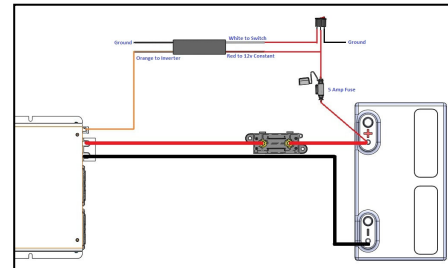 White to Switch
Ground
Ground
Orange to Inverter
Red to 12v Constant
5 Amp Fuse